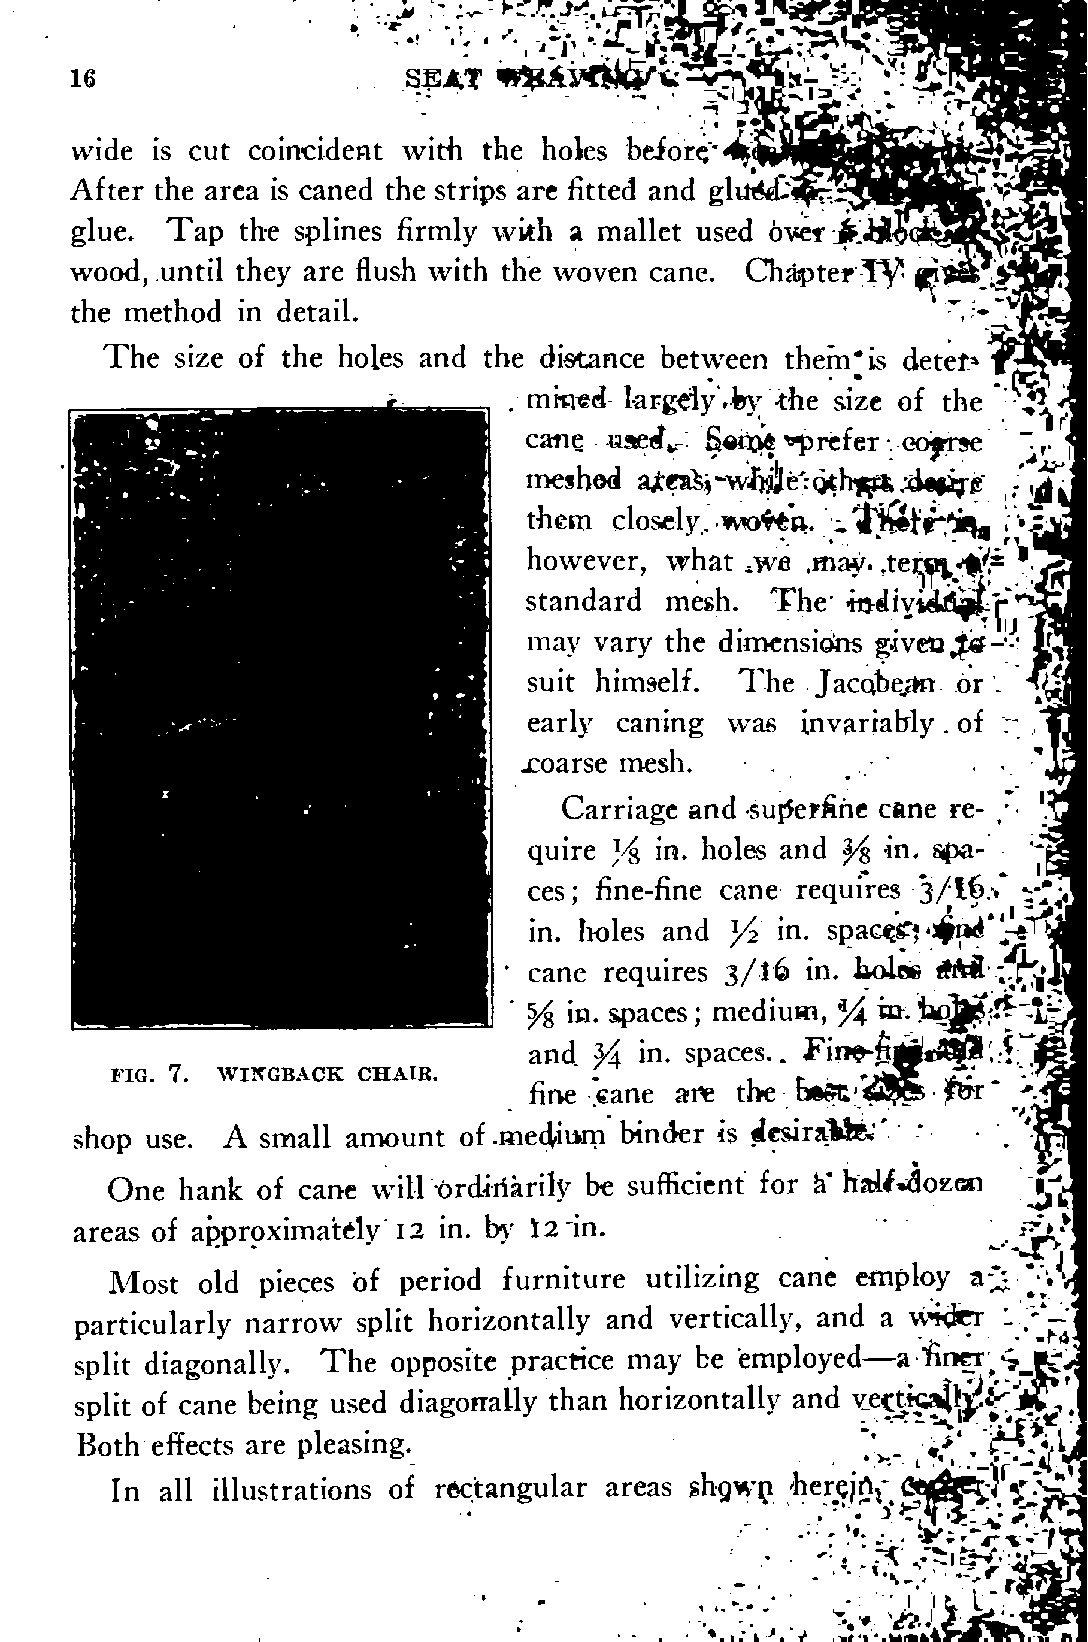 16 SEAT WEAVING
wide is cut coincident with the holes before
After the area is caned the strips are fitted and glued
glue. Tap the splines firmly with a mallet used over a block
wood, until they are flush with the woven cane. Chapter IV gives
the method in detail.
The size of the holes and the distance between them is deter-
mined largely by the size of the
cane used. Some prefer coarse
meshed areas, while others desire
them closely woven. There is,
however, what we may term a
standard mesh. The individual
may vary the dimensions given to
suit himself. The Jacobean or
early caning was invariably of
coarse mesh.
Carriage and superfine cane re-
quire ⅛ in. holes and ⅜ in. spa-
ces; fine-fine cane requires 3/16
in. holes and ½ in. spaces; fine
cane requires 3/16 in. holes and
⅝ in. spaces; medium, ¼ in. holes
and ¾ in. spaces. Fine-fine and
fine cane are the best sizes for
FIG. 7. WINGBACK CHAIR.
shop use. A small amount of medium binder is desirable.
One hank of cane will ordinarily be sufficient for a half-dozen
areas of approximately 12 in. by 12 in.
Most old pieces of period furniture utilizing cane employ a
particularly narrow split horizontally and vertically, and a wider
split diagonally. The opposite practice may be employed—a finer
split of cane being used diagonally than horizontally and vertically.
Both effects are pleasing.
In all illustrations of rectangular areas shown herein,